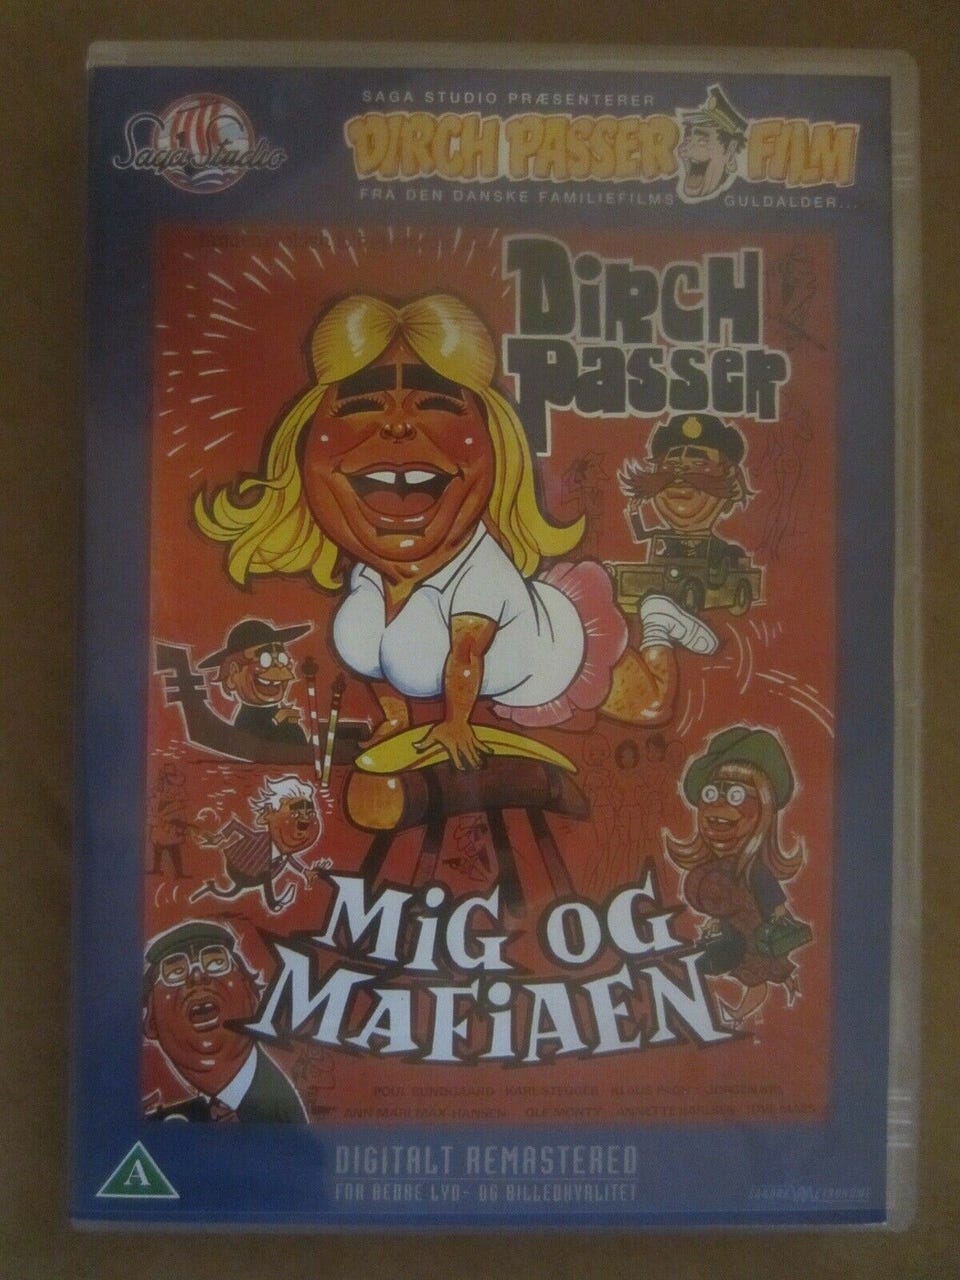 SAGA STUDIO PRÆSENTERER
Saga Studio
DIRCH PASSER FILM
FRA DEN DANSKE FAMILIEFILMS GULDALDER...
DIRCH
PASSER
MiG OG
MAFiAEN
POUL BUNDGAARD KARL STEGGER KLAUS PAGH
ANN-MARI MAX HANSEN OLE MONTY ANNETTE KARLSEN TOVE MAËS
DIGITALT REMASTERED
FOR BEDRE LYD- OG BILLEDKVALITET
A